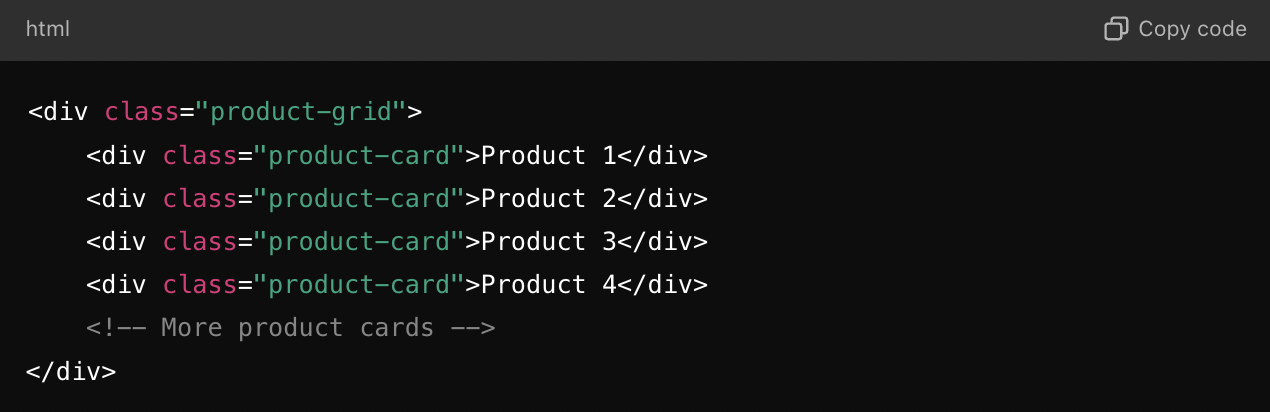 html
Copy code
<div class="product-grid">
    <div class="product-card">Product 1</div>
    <div class="product-card">Product 2</div>
    <div class="product-card">Product 3</div>
    <div class="product-card">Product 4</div>
    <!-- More product cards -->
</div>